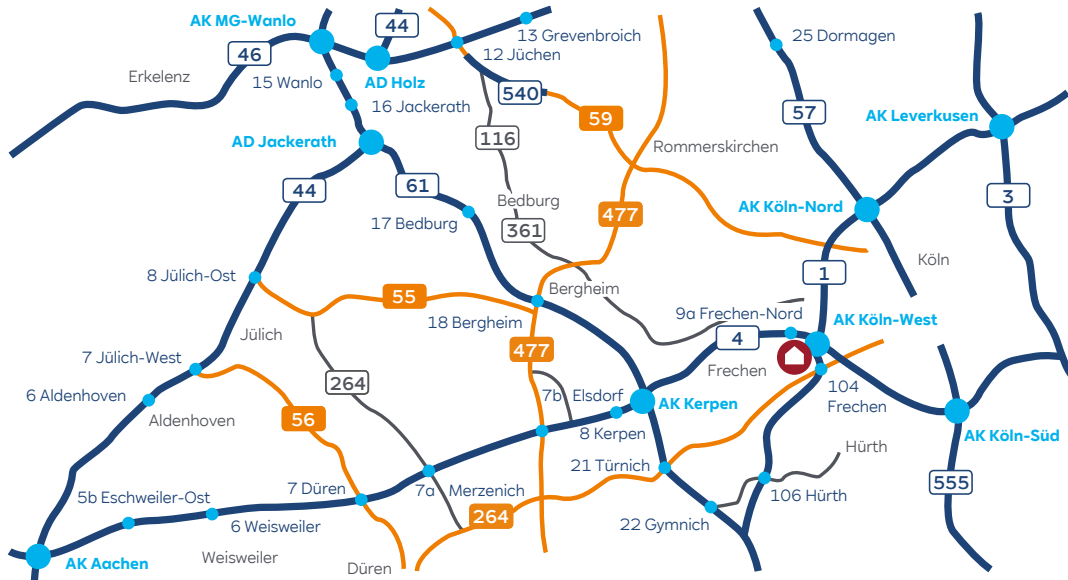 AK MG-Wanlo
44
13 Grevenbroich
12 Jüchen
25 Dormagen
46
Erkelenz
15 Wanlo
AD Holz
540
16 Jackerath
59
57
AK Leverkusen
116
AD Jackerath
Rommerskirchen
44
61
3
Bedburg
AK Köln-Nord
17 Bedburg
477
361
Köln
8 Jülich-Ost
1
Bergheim
55
9a Frechen-Nord
AK Köln-West
18 Bergheim
Jülich
4
477
7 Jülich-West
Frechen
264
7b
Elsdorf
104
Frechen
6 Aldenhoven
AK Kerpen
Aldenhoven
56
8 Kerpen
AK Köln-Süd
Hürth
21 Türnich
555
7 Düren
7a
Merzenich
5b Eschweiler-Ost
106 Hürth
264
6 Weisweiler
22 Gymnich
Weisweiler
AK Aachen
Düren